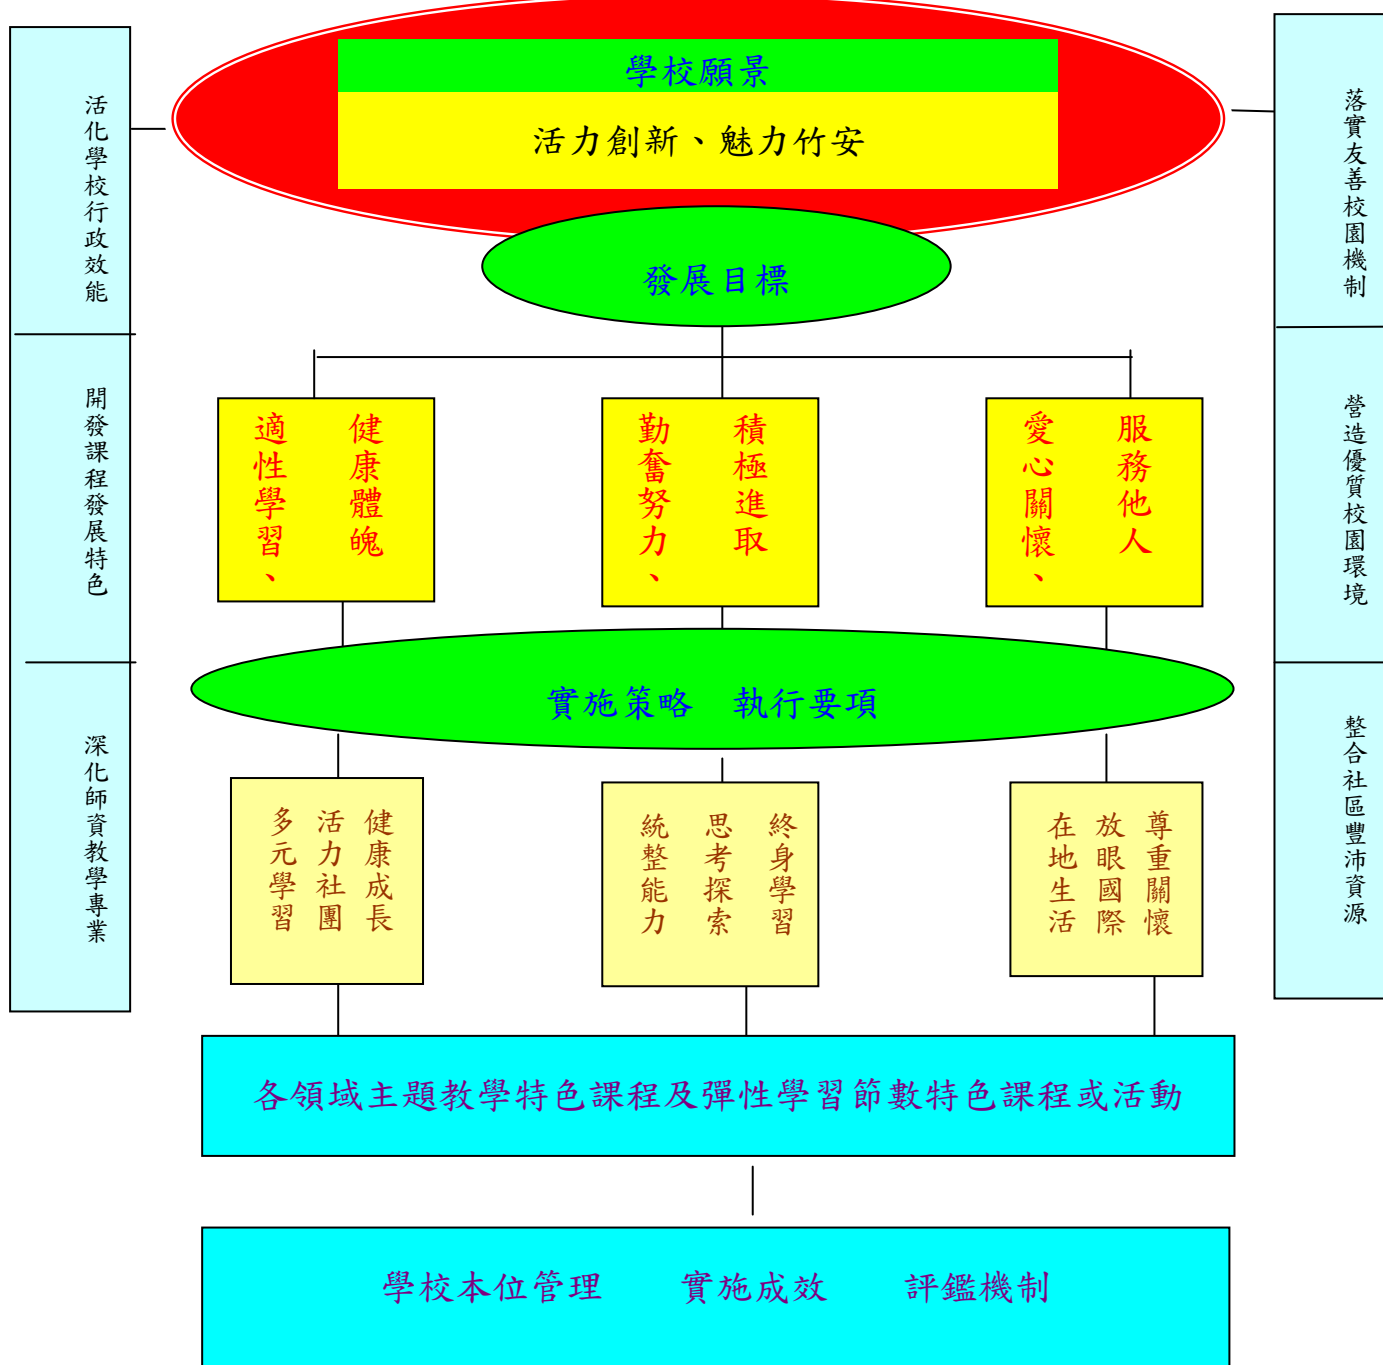 學校願景
活力創新、魅力竹安
發展目標
活化學校行政效能
開發課程發展特色
深化師資教學專業
適性學習、
健康體魄
勤奮努力、
積極進取
愛心關懷、
服務他人
實施策略 執行要項
多元學習
活力社團
健康成長
統整能力
思考探索
終身學習
在地生活
放眼國際
尊重關懷
落實友善校園機制
營造優質校園環境
整合社區豐沛資源
各領域主題教學特色課程及彈性學習節數特色課程或活動
學校本位管理 實施成效 評鑑機制